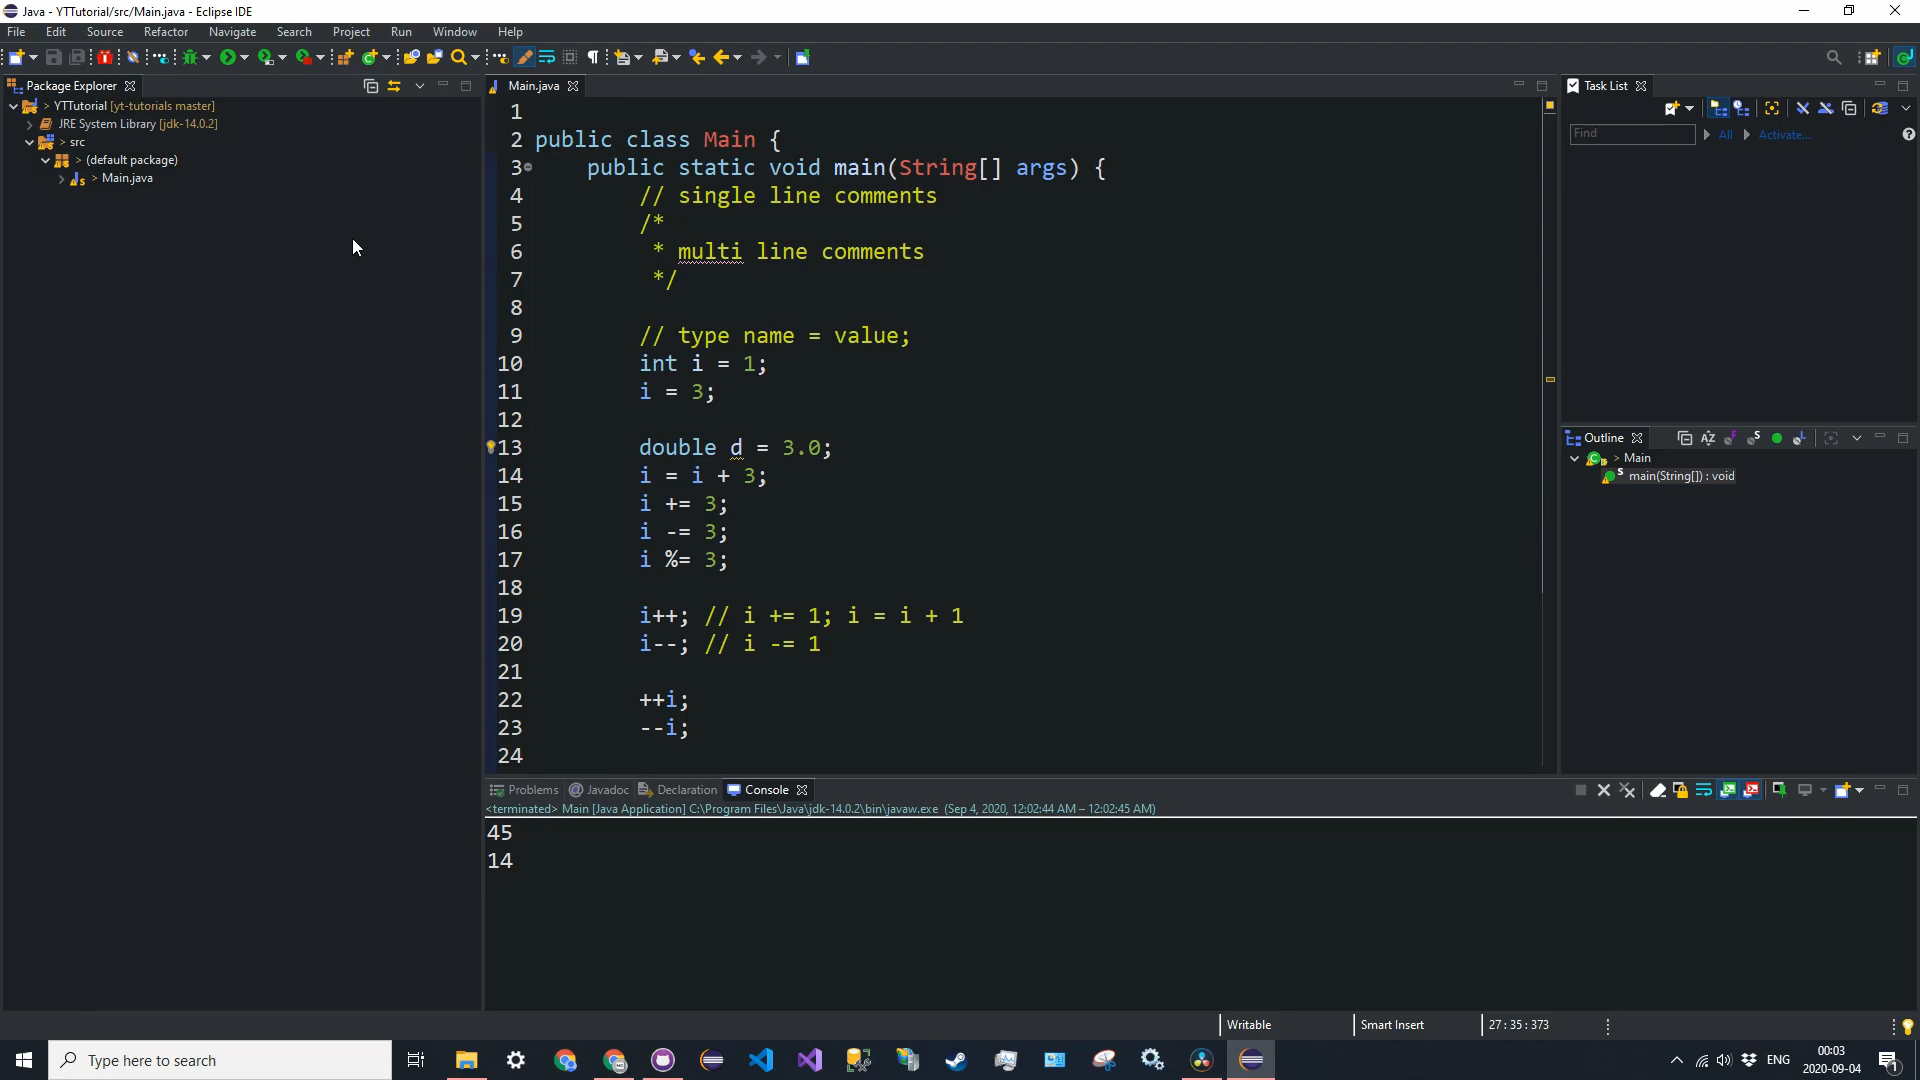 Java - YTTutorial/src/Main.java - Eclipse IDE
File Edit Source Refactor Navigate Search Project Run Window Help
Package Explorer
> YTTutorial [yt-tutorials master]
JRE System Library [jdk-14.0.2]
> src
> (default package)
> Main.java
Main.java
1
2 public class Main {
3 public static void main(String[] args) {
4 // single line comments
5 /*
6 * multi line comments
7 */
8
9 // type name = value;
10 int i = 1;
11 i = 3;
12
13 double d = 3.0;
14 i = i + 3;
15 i += 3;
16 i -= 3;
17 i %= 3;
18
19 i++; // i += 1; i = i + 1
20 i--; // i -= 1
21
22 ++i;
23 --i;
24
Task List
Find All Activate...
Outline
> Main
main(String[]) : void
Problems Javadoc Declaration Console
<terminated> Main [Java Application] C:\Program Files\Java\jdk-14.0.2\bin\javaw.exe (Sep 4, 2020, 12:02:44 AM – 12:02:45 AM)
45
14
Writable Smart Insert 27 : 35 : 373
Type here to search
ENG
00:03
2020-09-04
1